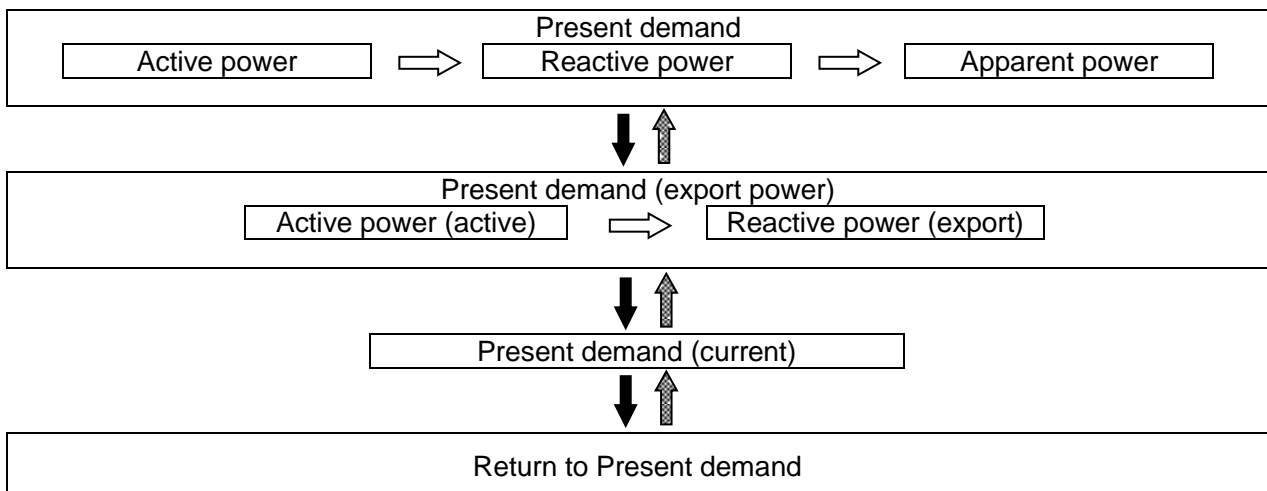 Present demand
Active power
Reactive power
Apparent power
Present demand (export power)
Active power (active)
Reactive power (export)
Present demand (current)
Return to Present demand